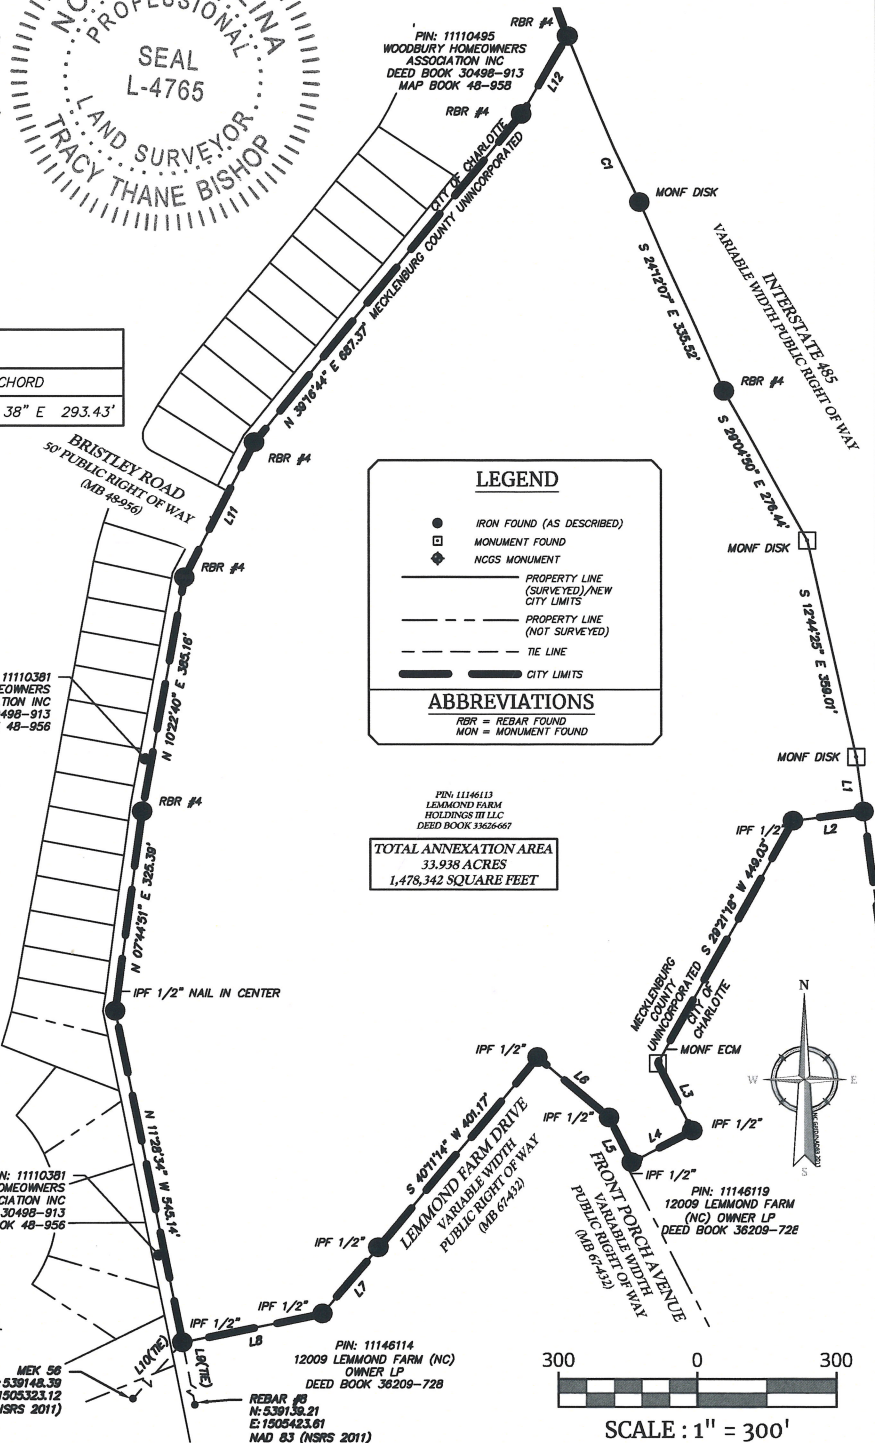 PROFESSIONAL
SEAL
L-4765
LAND SURVEYOR
TRACY THANE BISHOP
RBR #4
PIN: 11110495
WOODBURY HOMEOWNERS
ASSOCIATION INC
DEED BOOK 30498-913
MAP BOOK 48-958
L12
RBR #4
CITY OF CHARLOTTE
MECKLENBURG COUNTY UNINCORPORATED
N 39°16'44" E 687.37'
C1
MONF DISK
S 24°12'07" E 335.52'
INTERSTATE 485
VARIABLE WIDTH PUBLIC RIGHT OF WAY
RBR #4
S 29°04'50" E 276.44'
MONF DISK
S 12°44'25" E 359.01'
MONF DISK
L1
CHORD
38" E 293.43'
BRISTLEY ROAD
50' PUBLIC RIGHT OF WAY
(MB 48-956)
RBR #4
L11
RBR #4
LEGEND
IRON FOUND (AS DESCRIBED)
MONUMENT FOUND
NCGS MONUMENT
PROPERTY LINE
(SURVEYED)/NEW
CITY LIMITS
PROPERTY LINE
(NOT SURVEYED)
TIE LINE
CITY LIMITS
ABBREVIATIONS
RBR = REBAR FOUND
MON = MONUMENT FOUND
11110381
EOWNERS
TION INC
498-913
48-956
N 10°22'40" E 385.16'
RBR #4
N 07°44'51" E 325.39'
PIN: 11146113
LEMMOND FARM
HOLDINGS III LLC
DEED BOOK 33626-667
TOTAL ANNEXATION AREA
33.938 ACRES
1,478,342 SQUARE FEET
IPF 1/2"
L2
S 29°21'18" W 449.03'
MECKLENBURG
COUNTY
UNINCORPORATED
CITY OF
CHARLOTTE
IPF 1/2" NAIL IN CENTER
MONF ECM
N
W
E
S
L3
IPF 1/2"
L4
IPF 1/2"
L5
IPF 1/2"
L6
IPF 1/2"
S 40°11'14" W 401.17'
LEMMOND FARM DRIVE
VARIABLE WIDTH
PUBLIC RIGHT OF WAY
(MB 67-432)
FRONT PORCH AVENUE
VARIABLE WIDTH
PUBLIC RIGHT OF WAY
(MB 67-432)
PIN: 11146119
12009 LEMMOND FARM
(NC) OWNER LP
DEED BOOK 36209-728
N: 11110381
OMEOWNERS
CIATION INC
30498-913
OK 48-956
N 11°28'34" W 545.14'
IPF 1/2"
L7
IPF 1/2"
IPF 1/2"
L8
L10(TIE)
L9(TIE)
PIN: 11146114
12009 LEMMOND FARM (NC)
OWNER LP
DEED BOOK 36209-728
MEK 56
:539148.39
1505323.12
NSRS 2011)
REBAR #8
N:539139.21
E:1505423.61
NAD 83 (NSRS 2011)
300 0 300
SCALE : 1" = 300'